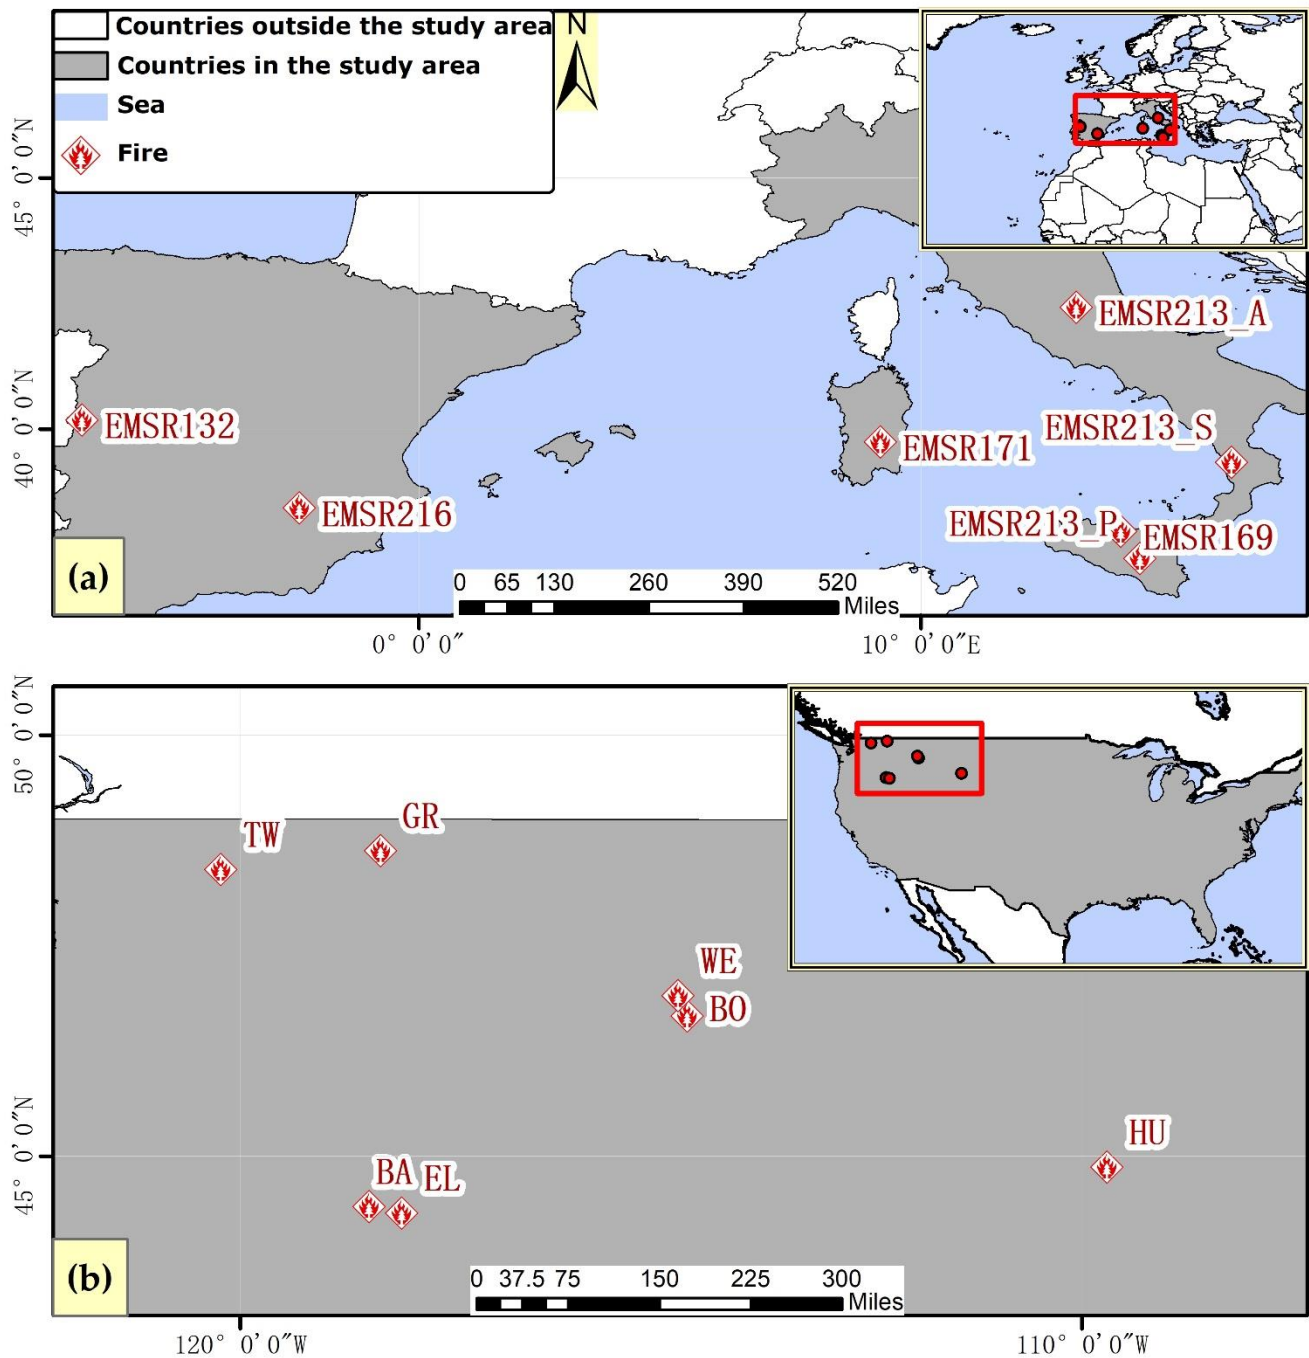 Countries outside the study area
Countries in the study area
Sea
Fire
N
45° 0' 0"N
40° 0' 0"N
EMSR213_A
EMSR132
EMSR213_S
EMSR171
EMSR216
EMSR213_P
EMSR169
(a)
0 65 130 260 390 520
Miles
0° 0' 0"
10° 0' 0"E
50° 0' 0"N
GR
TW
WE
BO
45° 0' 0"N
HU
BA EL
(b)
0 37.5 75 150 225 300
Miles
120° 0' 0"W
110° 0' 0"W